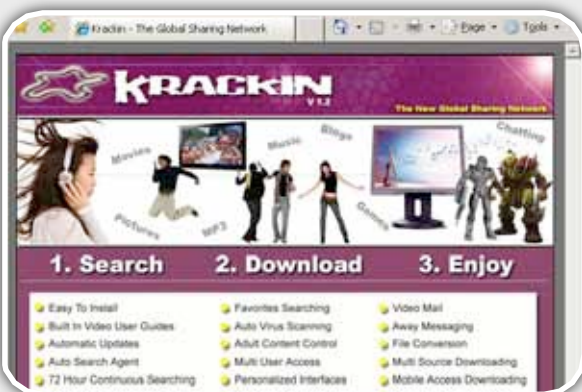 Krackin - The Global Sharing Network
Page
Tools
KRACKIN
V 1.2
The New Global Sharing Network
Movies
Music
Blogs
Chatting
Pictures
MP3
Games
1. Search 2. Download 3. Enjoy
Easy To Install Favorites Searching Video Mail
Built In Video User Guides Auto Virus Scanning Away Messaging
Automatic Updates Adult Content Control File Conversion
Auto Search Agent Multi User Access Multi Source Downloading
72 Hour Continuous Searching Personalized Interfaces Mobile Access Downloading